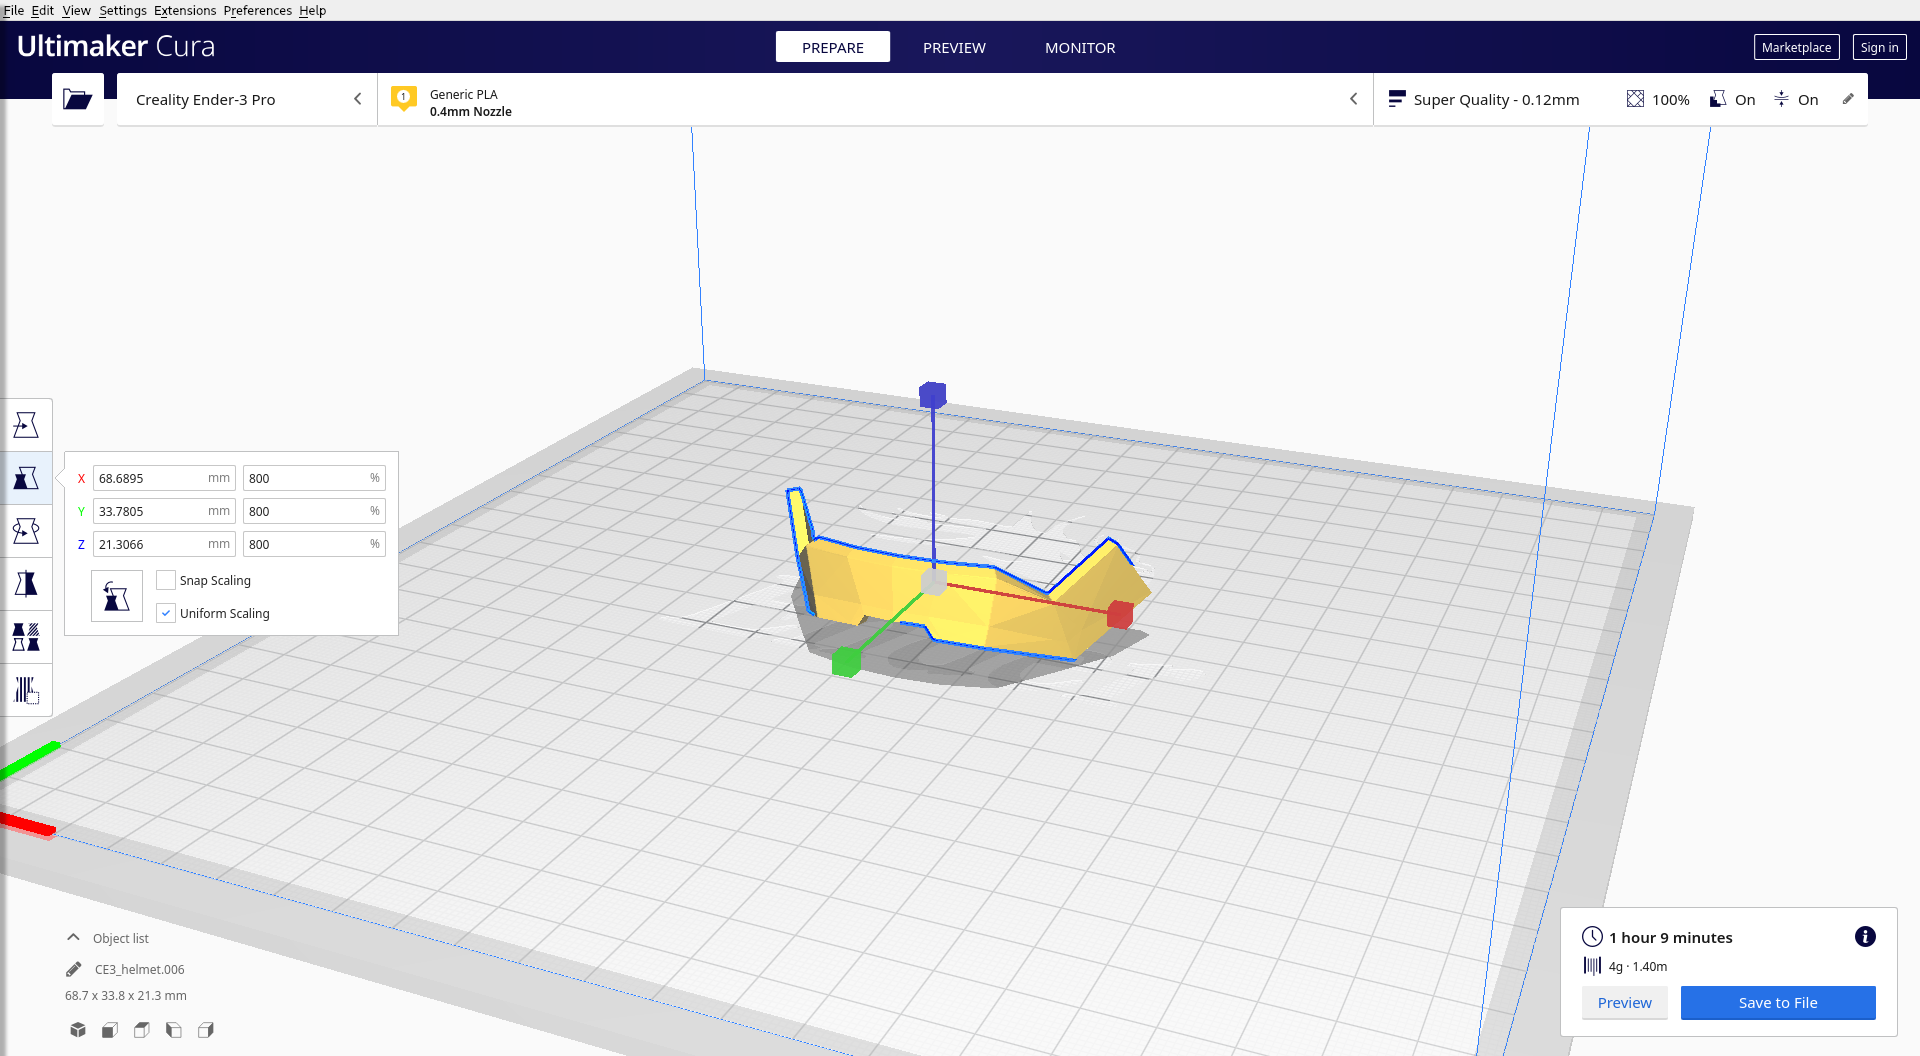 File Edit View Settings Extensions Preferences Help
Ultimaker Cura
PREPARE PREVIEW MONITOR
Marketplace Sign in
Creality Ender-3 Pro
1
Generic PLA
0.4mm Nozzle
Super Quality - 0.12mm
100% On On
X 68.6895 mm 800 %
Y 33.7805 mm 800 %
Z 21.3066 mm 800 %
Snap Scaling
Uniform Scaling
Object list
CE3_helmet.006
68.7 x 33.8 x 21.3 mm
1 hour 9 minutes
4g · 1.40m
Preview Save to File